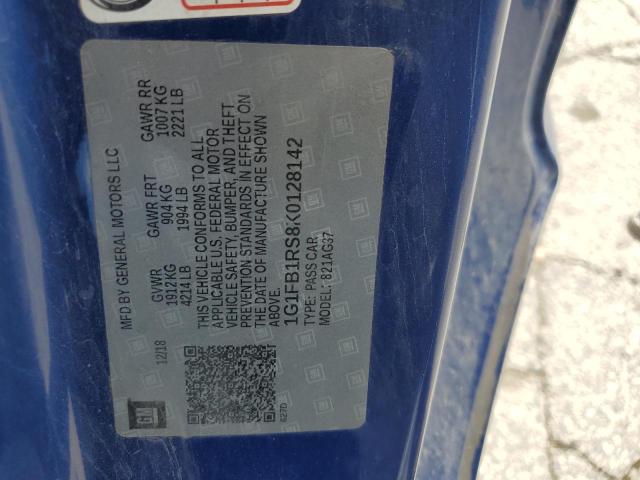 MFD BY GENERAL MOTORS LLC
12/18
GVWR
1912 KG
4214 LB
GAWR FRT
904 KG
1994 LB
GAWR RR
1007 KG
2221 LB
THIS VEHICLE CONFORMS TO ALL
APPLICABLE U.S. FEDERAL MOTOR
VEHICLE SAFETY, BUMPER, AND THEFT
PREVENTION STANDARDS IN EFFECT ON
THE DATE OF MANUFACTURE SHOWN
ABOVE.
1G1FB1RS8K0128142
TYPE: PASS CAR
MODEL: 821AG37
GM
627D